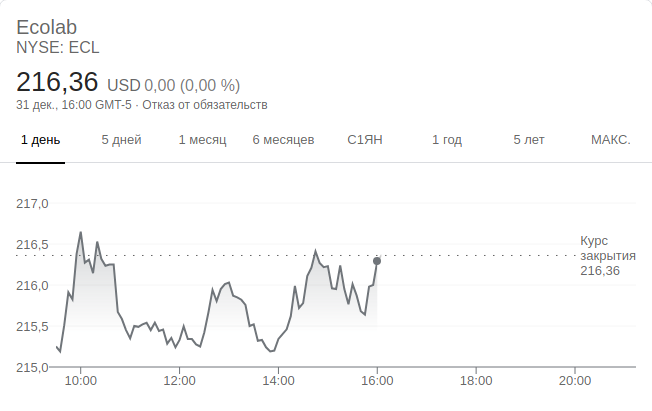 Ecolab
NYSE: ECL
216,36 USD 0,00 (0,00 %)
31 дек., 16:00 GMT-5 · Отказ от обязательств
1 день 5 дней 1 месяц 6 месяцев С1ЯН 1 год 5 лет МАКС.
217,0
216,5
Курс
закрытия
216,36
216,0
215,5
215,0
10:00 12:00 14:00 16:00 18:00 20:00